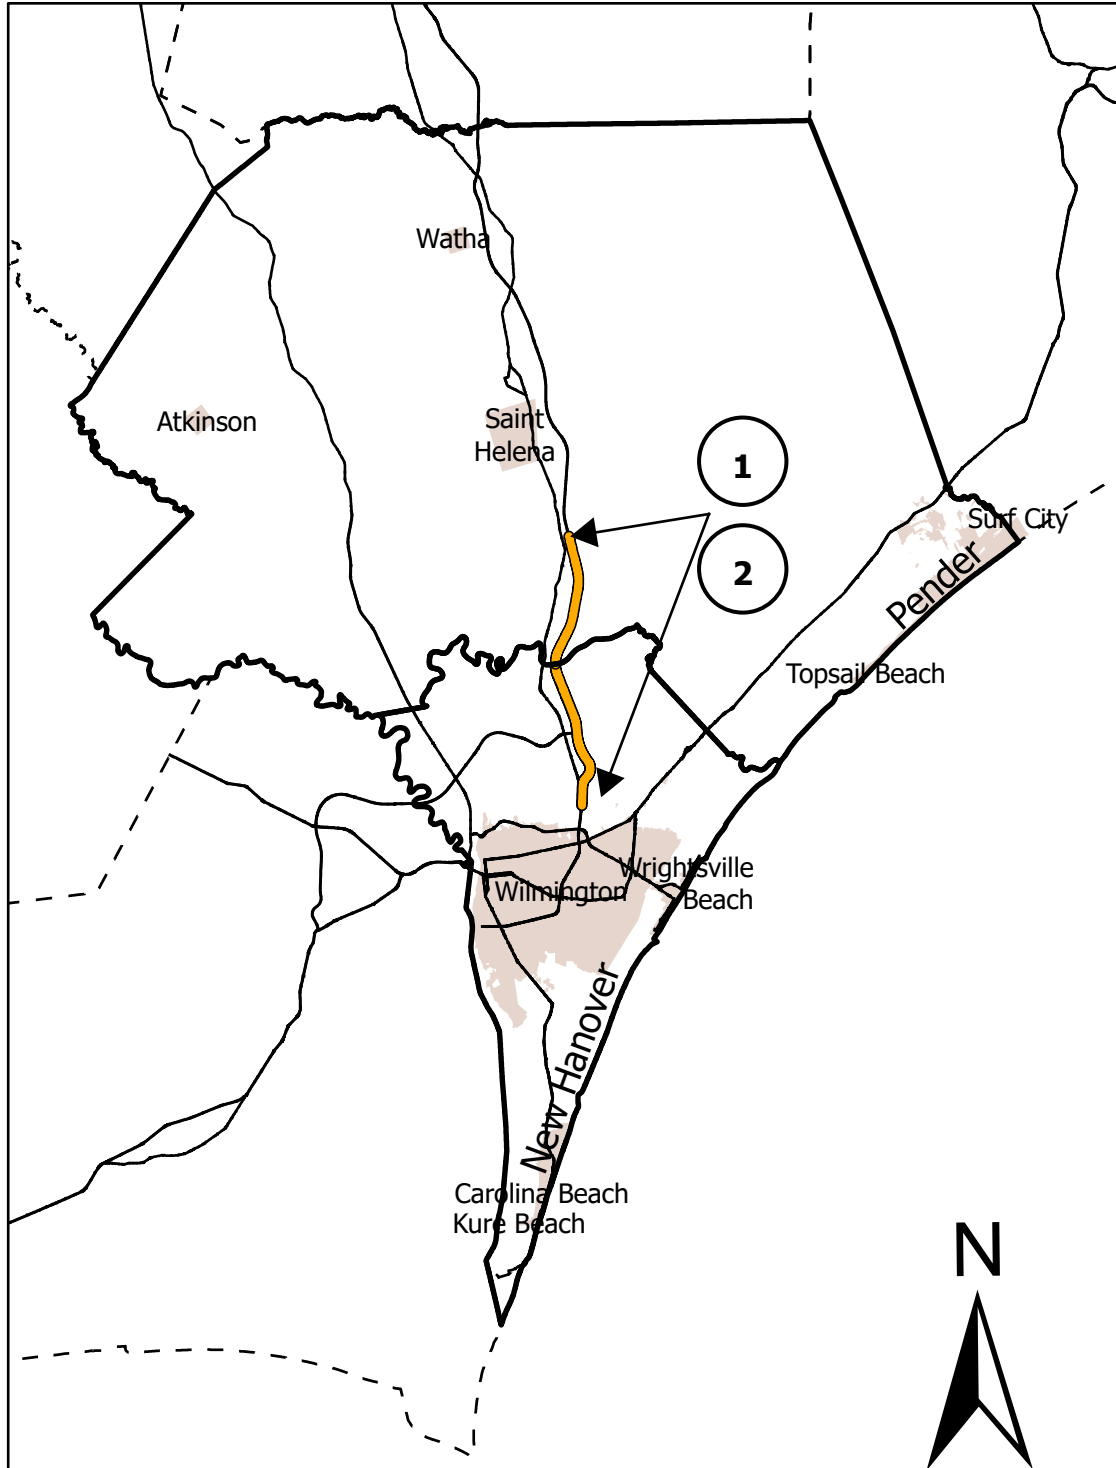 Watha
Atkinson
Saint
Helena
1
2
Surf City
Pender
Topsail Beach
Wrightsville
Beach
Wilmington
New Hanover
Carolina Beach
Kure Beach
N